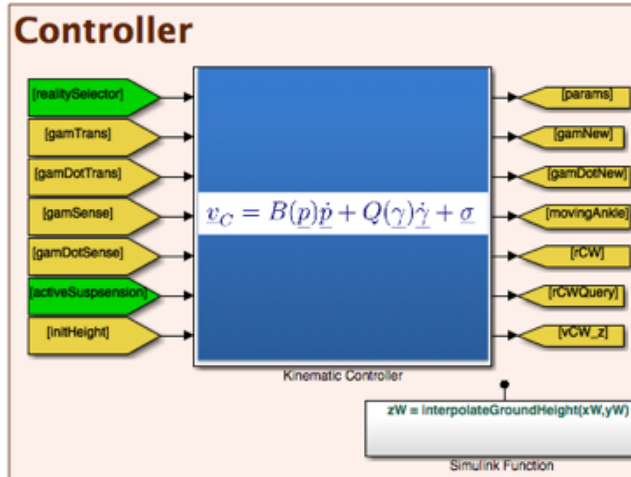 Controller
[realitySelector]
[gamTrans]
[gamDotTrans]
[gamSense]
[gamDotSense]
[activeSuspsension]
[initHeight]
v_C = B(p)ṗ + Q(γ)γ̇ + σ
Kinematic Controller
[params]
[gamNew]
[gamDotNew]
[movingAnkle]
[rCW]
[rCWQuery]
[vCW_z]
zW = interpolateGroundHeight(xW,yW)
Simulink Function